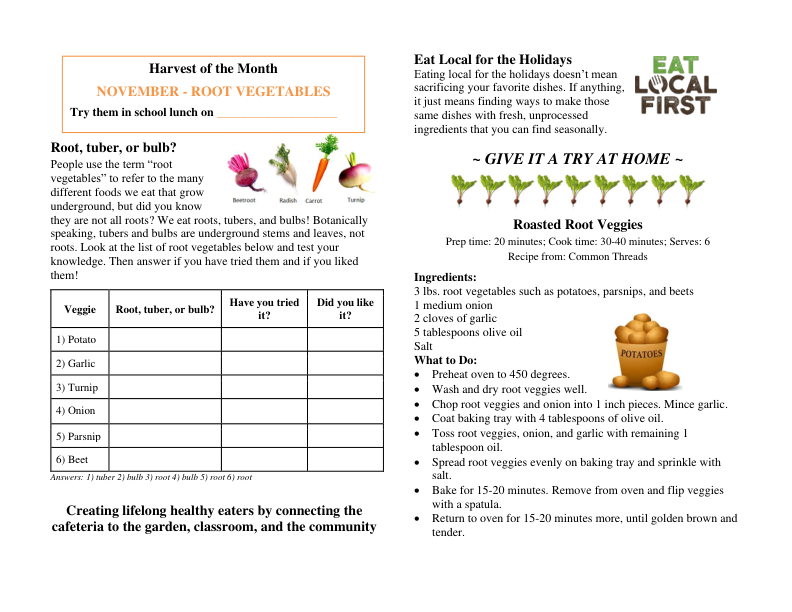 Harvest of the Month
NOVEMBER - ROOT VEGETABLES
Try them in school lunch on ____________________
Root, tuber, or bulb?
People use the term “root
vegetables” to refer to the many
different foods we eat that grow
underground, but did you know
they are not all roots? We eat roots, tubers, and bulbs! Botanically
speaking, tubers and bulbs are underground stems and leaves, not
roots. Look at the list of root vegetables below and test your
knowledge. Then answer if you have tried them and if you liked
them!
Beetroot Radish Carrot Turnip
Veggie Root, tuber, or bulb? Have you tried it? Did you like it?
1) Potato
2) Garlic
3) Turnip
4) Onion
5) Parsnip
6) Beet
Answers: 1) tuber 2) bulb 3) root 4) bulb 5) root 6) root
Creating lifelong healthy eaters by connecting the
cafeteria to the garden, classroom, and the community
Eat Local for the Holidays
Eating local for the holidays doesn’t mean
sacrificing your favorite dishes. If anything,
it just means finding ways to make those
same dishes with fresh, unprocessed
ingredients that you can find seasonally.
EAT
LOCAL
FIRST
~ GIVE IT A TRY AT HOME ~
Roasted Root Veggies
Prep time: 20 minutes; Cook time: 30-40 minutes; Serves: 6
Recipe from: Common Threads
Ingredients:
3 lbs. root vegetables such as potatoes, parsnips, and beets
1 medium onion
2 cloves of garlic
5 tablespoons olive oil
Salt
POTATOES
What to Do:
• Preheat oven to 450 degrees.
• Wash and dry root veggies well.
• Chop root veggies and onion into 1 inch pieces. Mince garlic.
• Coat baking tray with 4 tablespoons of olive oil.
• Toss root veggies, onion, and garlic with remaining 1
tablespoon oil.
• Spread root veggies evenly on baking tray and sprinkle with
salt.
• Bake for 15-20 minutes. Remove from oven and flip veggies
with a spatula.
• Return to oven for 15-20 minutes more, until golden brown and
tender.